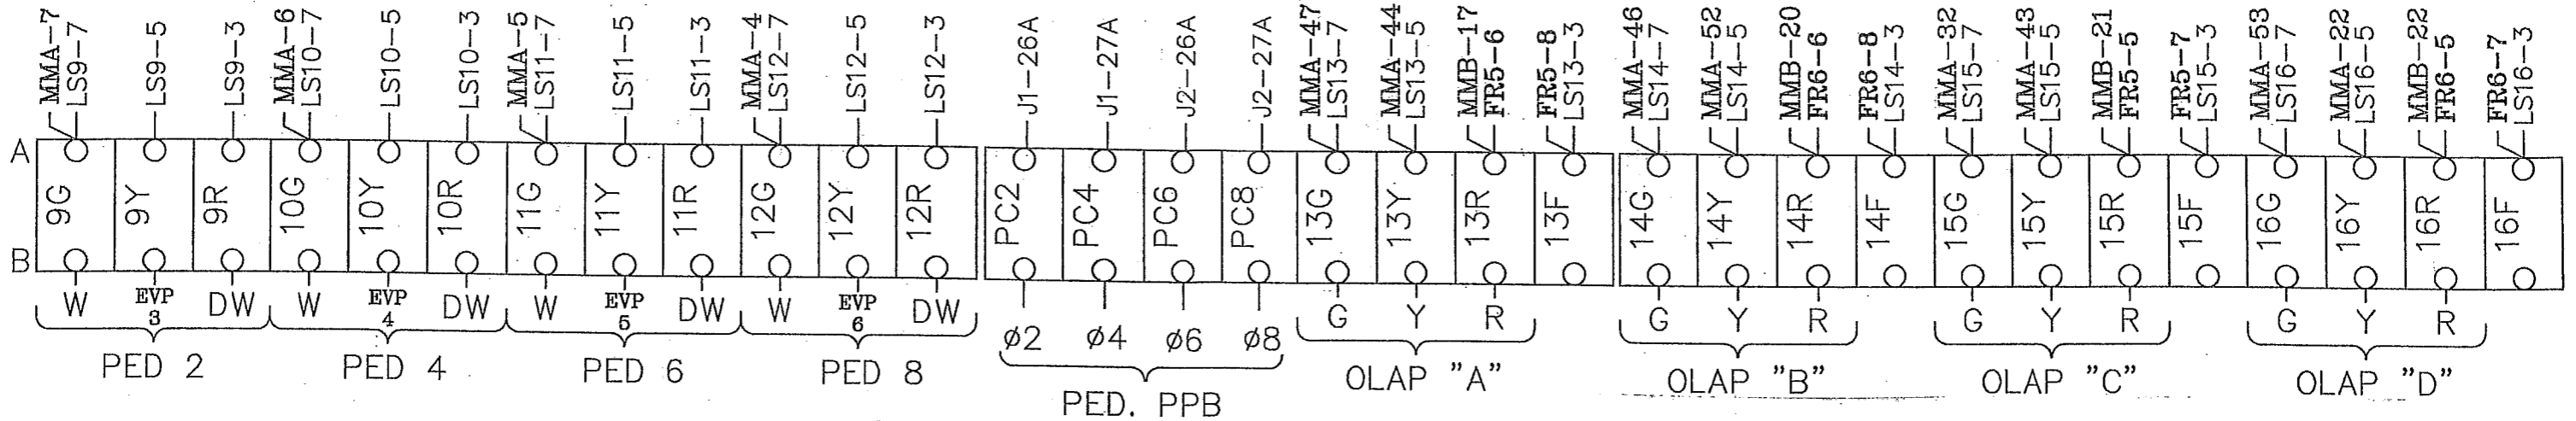 MMA-7 LS9-7 LS9-5 LS9-3 MMA-6 LS10-7 LS10-5 LS10-3 MMA-5 LS11-7 LS11-5 LS11-3 MMA-4 LS12-7 LS12-5 LS12-3 J1-26A J1-27A J2-26A J2-27A MMA-47 LS13-7 MMA-44 LS13-5 MMB-17 FR5-6 FR5-8 LS13-3 MMA-46 LS14-7 MMA-52 LS14-5 MMB-20 FR6-6 FR6-8 LS14-3 MMA-32 LS15-7 MMA-43 LS15-5 MMB-21 FR5-5 FR5-7 LS15-3 MMA-53 LS16-7 MMA-22 LS16-5 MMB-22 FR6-5 FR6-7 LS16-3
A
9G 9Y 9R 10G 10Y 10R 11G 11Y 11R 12G 12Y 12R PC2 PC4 PC6 PC8 13G 13Y 13R 13F 14G 14Y 14R 14F 15G 15Y 15R 15F 16G 16Y 16R 16F
B
W EVP 3 DW W EVP 4 DW W EVP 5 DW W EVP 6 DW ø2 ø4 ø6 ø8 G Y R G Y R G Y R G Y R
PED 2 PED 4 PED 6 PED 8 PED. PPB OLAP "A" OLAP "B" OLAP "C" OLAP "D"